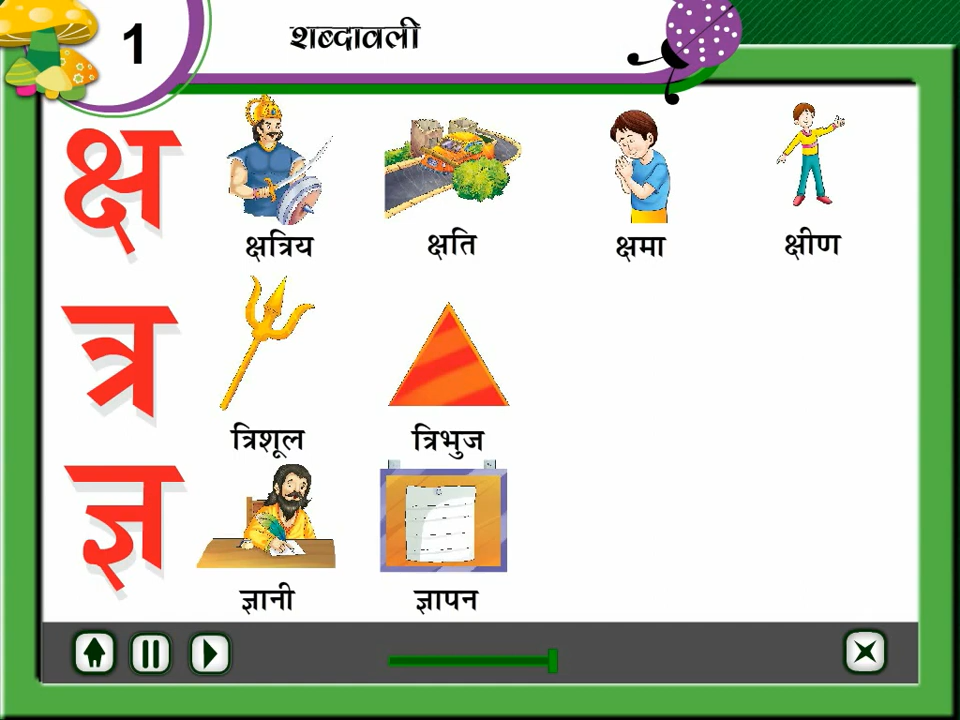 1
शब्दावली
क्ष
क्षत्रिय
क्षति
क्षमा
क्षीण
त्र
त्रिशूल
त्रिभुज
ज्ञ
ज्ञानी
ज्ञापन